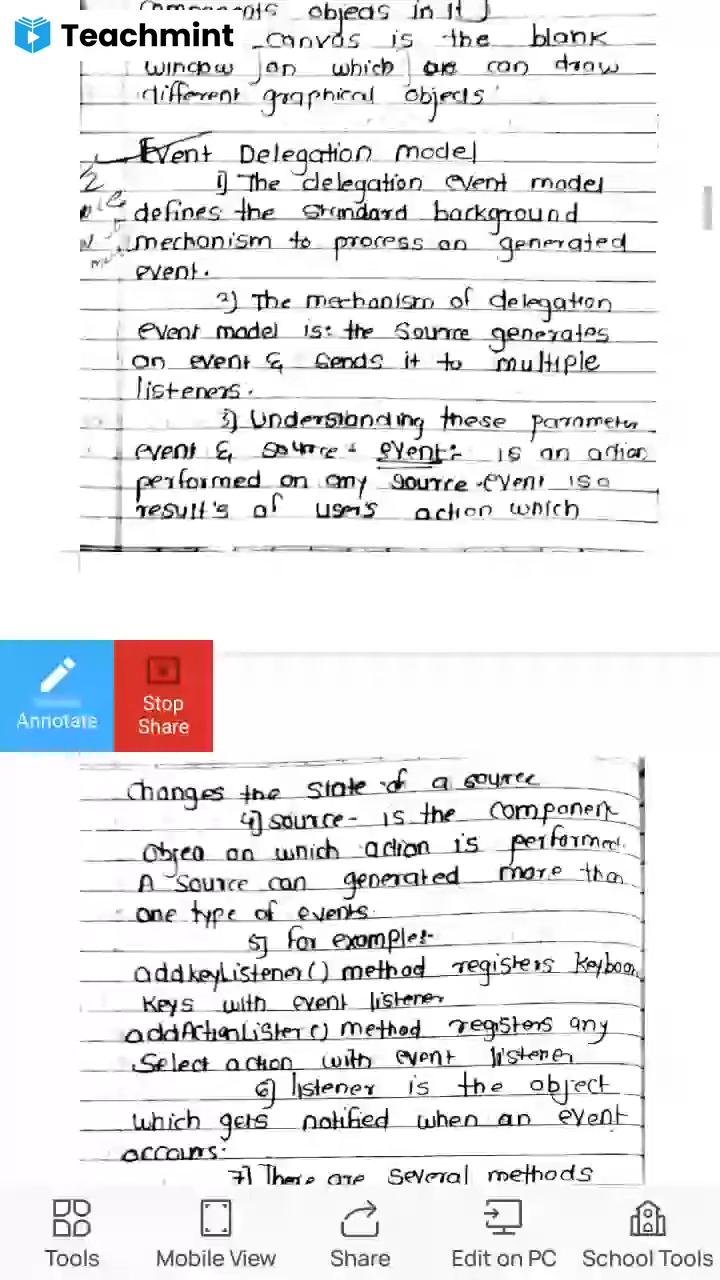 objects in it
Teachmint
canvas is the blank
window on which we can draw
different graphical objects
Event Delegation model
2
1) The delegation event model
defines the standard background
mechanism to process an generated
event.
2) The mechanism of delegation
event model is: the source generates
an event & sends it to multiple
listeners.
3) Understanding these parameter
event & source. event:- is an action
performed on any source. event is a
result's of users action which
Annotate
Stop
Share
changes the state of a source
4) source- is the component
object on which action is performed.
A source can generated more than
one type of events.
5) for example:-
addkeyListener() method registers keyboard
keys with event listener
addActionLister() method registers any
select action with event listener
6) listener is the object
which gets notified when an event
occours.
7) There are several methods
Tools
Mobile View
Share
Edit on PC
School Tools